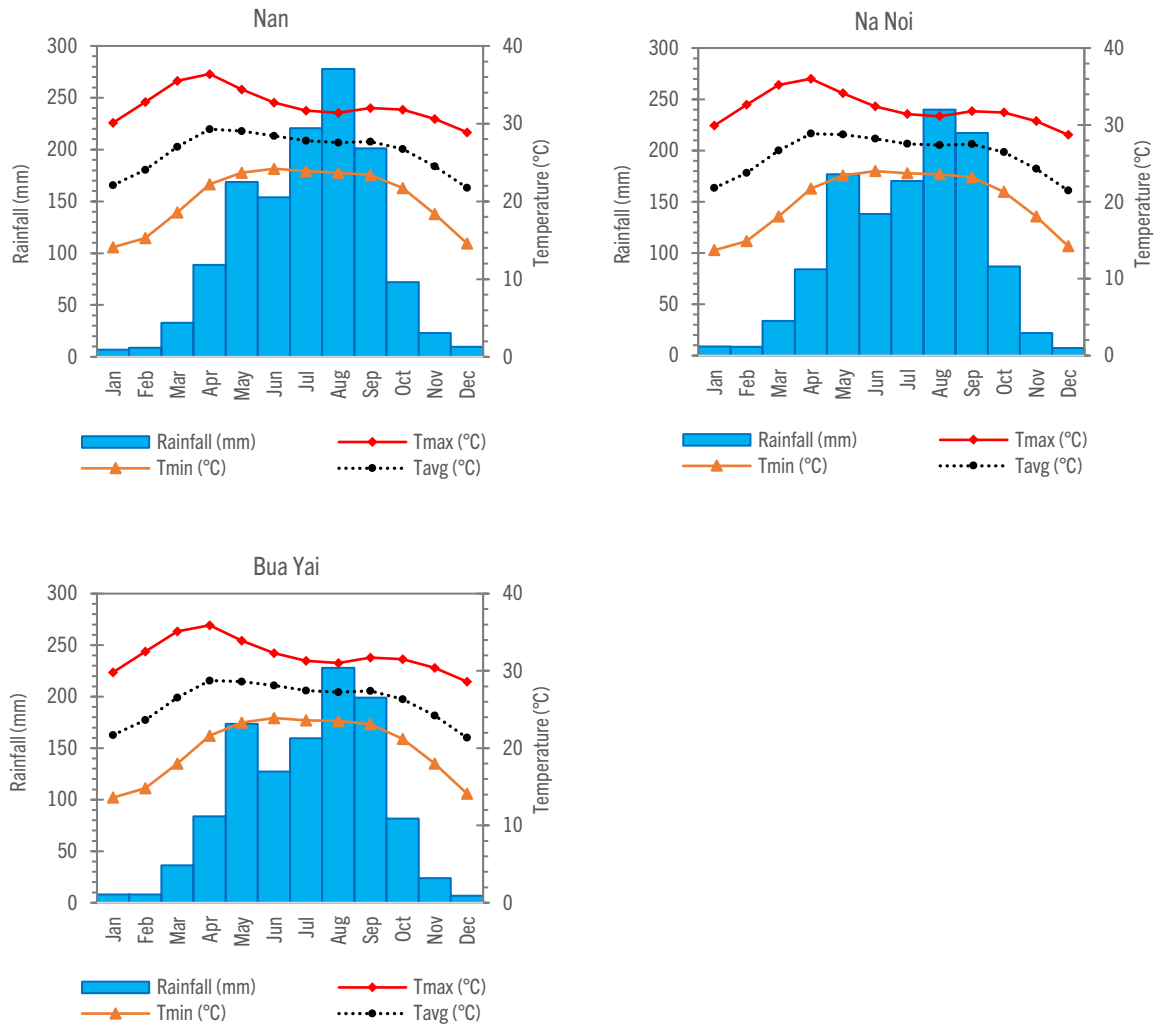 Nan
300
250
200
150
100
50
0
Rainfall (mm)
40
30
20
10
0
Temperature (°C)
Jan Feb Mar Apr May Jun Jul Aug Sep Oct Nov Dec
Rainfall (mm) Tmax (°C)
Tmin (°C) Tavg (°C)
Na Noi
300
250
200
150
100
50
0
Rainfall (mm)
40
30
20
10
0
Temperature (°C)
Jan Feb Mar Apr May Jun Jul Aug Sep Oct Nov Dec
Rainfall (mm) Tmax (°C)
Tmin (°C) Tavg (°C)
Bua Yai
300
250
200
150
100
50
0
Rainfall (mm)
40
30
20
10
0
Temperature (°C)
Jan Feb Mar Apr May Jun Jul Aug Sep Oct Nov Dec
Rainfall (mm) Tmax (°C)
Tmin (°C) Tavg (°C)